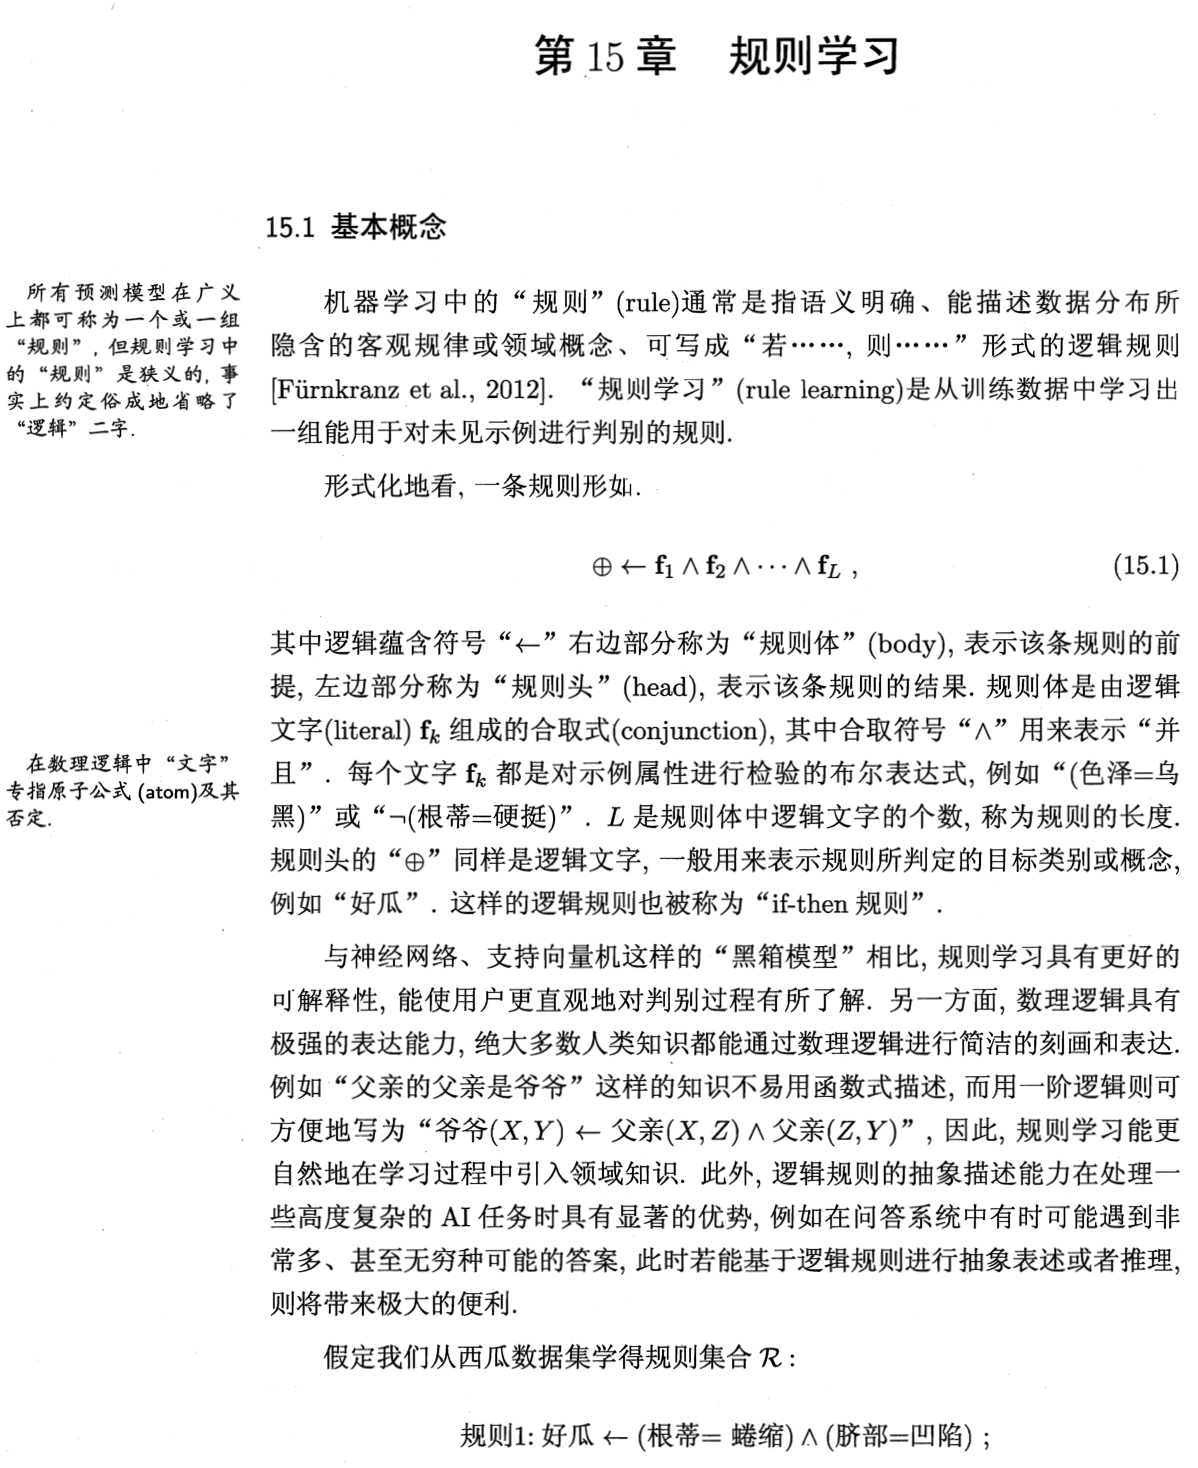 第 15 章 规则学习
15.1 基本概念
所有预测模型在广义
上都可称为一个或一组
“规则”, 但规则学习中
的“规则”是狭义的, 事
实上约定俗成地省略了
“逻辑”二字.
机器学习中的“规则”(rule)通常是指语义明确、能描述数据分布所
隐含的客观规律或领域概念、可写成“若……, 则……”形式的逻辑规则
[Fürnkranz et al., 2012]. “规则学习”(rule learning)是从训练数据中学习出
一组能用于对未见示例进行判别的规则.
形式化地看, 一条规则形如.
⊕ ← f₁ ∧ f₂ ∧ ⋯ ∧ f_L , (15.1)
其中逻辑蕴含符号“←”右边部分称为“规则体”(body), 表示该条规则的前
提, 左边部分称为“规则头”(head), 表示该条规则的结果. 规则体是由逻辑
文字(literal) fₖ 组成的合取式(conjunction), 其中合取符号“∧”用来表示“并
且”. 每个文字 fₖ 都是对示例属性进行检验的布尔表达式, 例如“(色泽=乌
黑)”或“¬(根蒂=硬挺)”. L 是规则体中逻辑文字的个数, 称为规则的长度.
规则头的“⊕”同样是逻辑文字, 一般用来表示规则所判定的目标类别或概念,
例如“好瓜”. 这样的逻辑规则也被称为“if-then 规则”.
在数理逻辑中“文字”
专指原子公式 (atom)及其
否定.
与神经网络、支持向量机这样的“黑箱模型”相比, 规则学习具有更好的
可解释性, 能使用户更直观地对判别过程有所了解. 另一方面, 数理逻辑具有
极强的表达能力, 绝大多数人类知识都能通过数理逻辑进行简洁的刻画和表达.
例如“父亲的父亲是爷爷”这样的知识不易用函数式描述, 而用一阶逻辑则可
方便地写为“爷爷(X, Y) ← 父亲(X, Z) ∧ 父亲(Z, Y)”, 因此, 规则学习能更
自然地在学习过程中引入领域知识. 此外, 逻辑规则的抽象描述能力在处理一
些高度复杂的 AI 任务时具有显著的优势, 例如在问答系统中有时可能遇到非
常多、甚至无穷种可能的答案, 此时若能基于逻辑规则进行抽象表述或者推理,
则将带来极大的便利.
假定我们从西瓜数据集学得规则集合 ℛ :
规则1: 好瓜 ← (根蒂= 蜷缩) ∧ (脐部=凹陷) ;